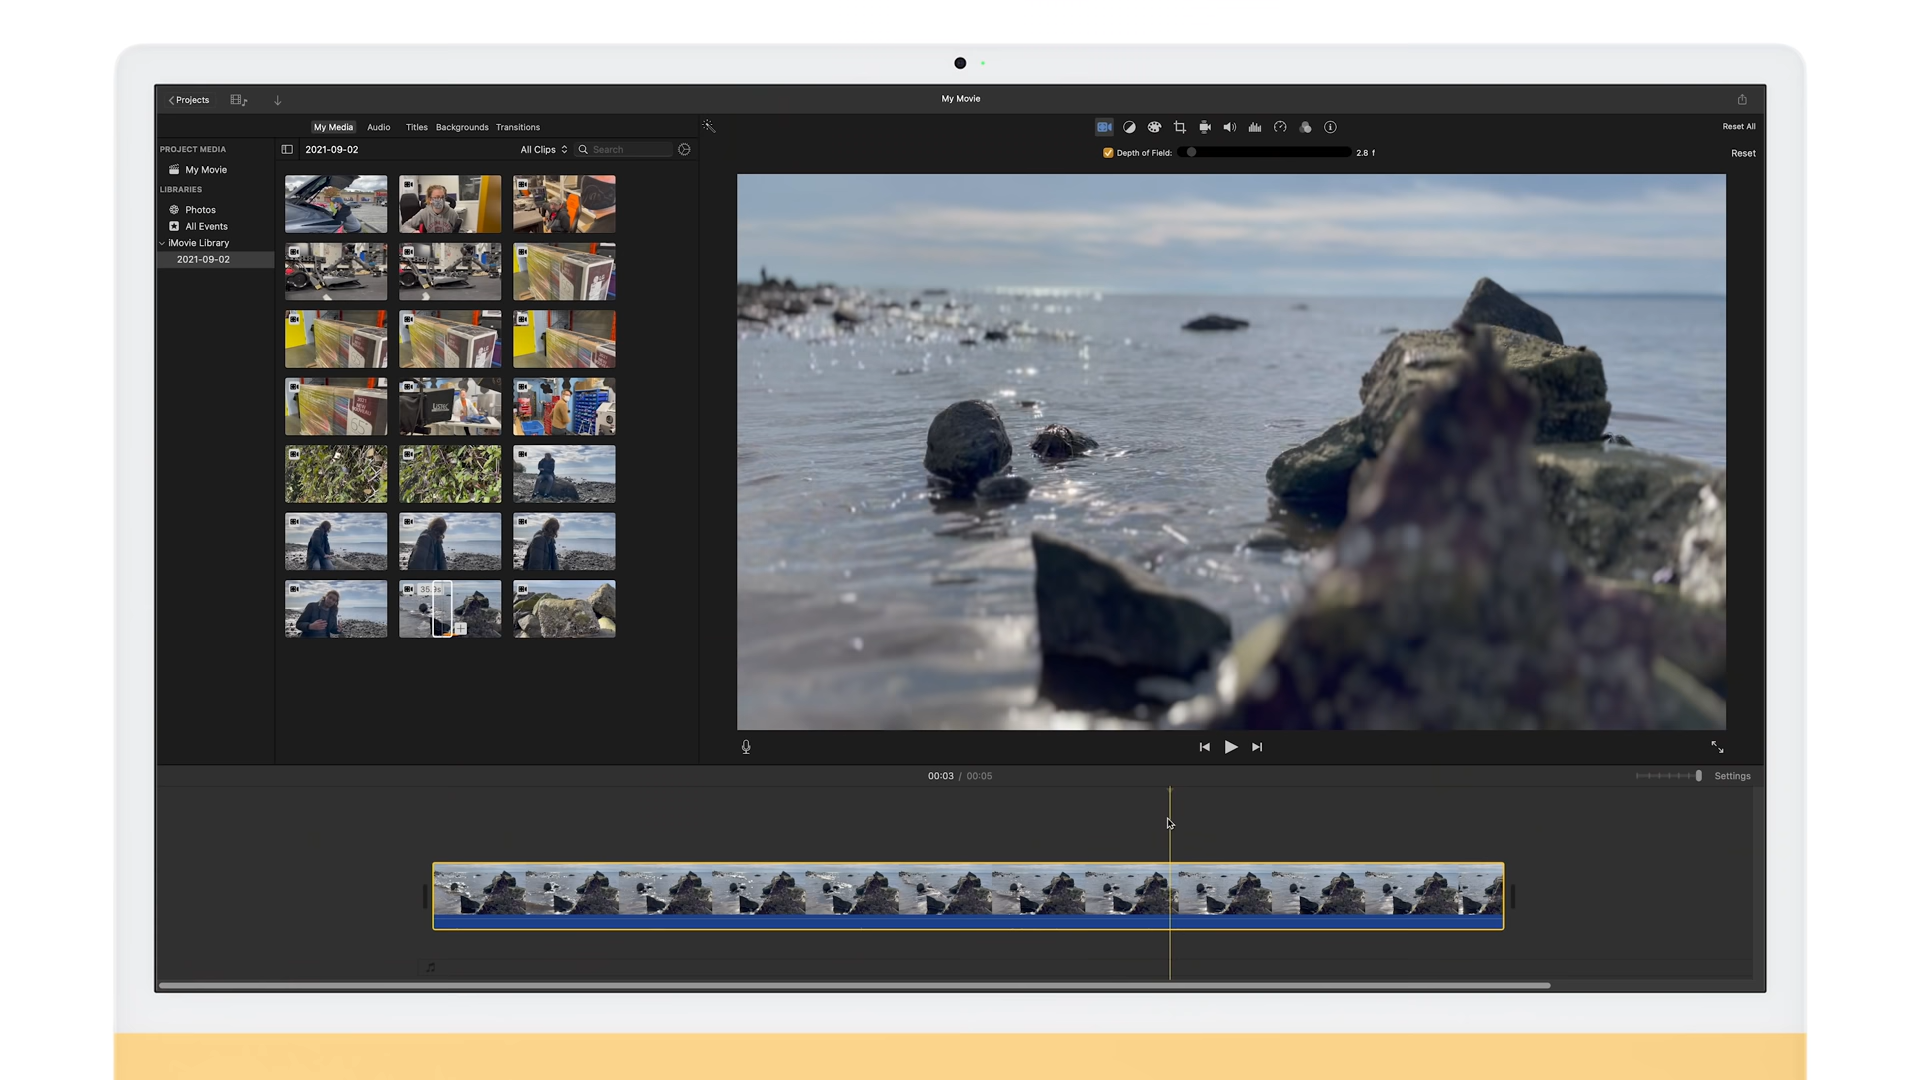 Projects
My Movie
My Media Audio Titles Backgrounds Transitions
Reset All
PROJECT MEDIA
2021-09-02
All Clips
Search
Depth of Field:
2.8 f
Reset
My Movie
LIBRARIES
Photos
All Events
iMovie Library
2021-09-02
00:03 / 00:05
Settings